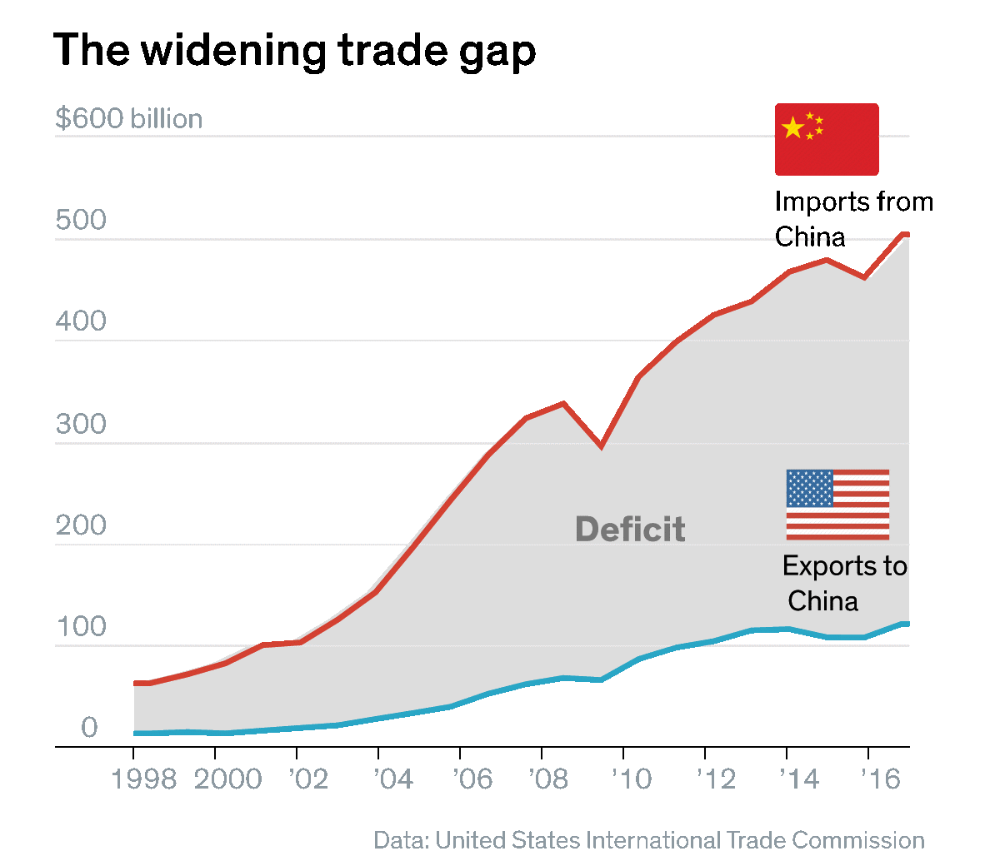 The widening trade gap
$600 billion
Imports from
China
500
400
300
200
Deficit
Exports to
China
100
0
1998 2000 ’02 ’04 ’06 ’08 ’10 ’12 ’14 ’16
Data: United States International Trade Commission